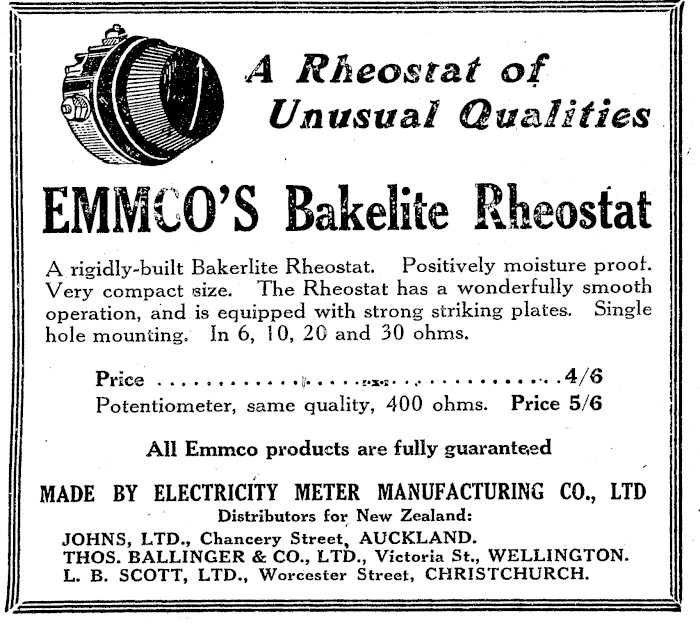 A Rheostat of
Unusual Qualities
EMMCO'S Bakelite Rheostat
A rigidly-built Bakerlite Rheostat. Positively moisture proof.
Very compact size. The Rheostat has a wonderfully smooth
operation, and is equipped with strong striking plates. Single
hole mounting. In 6, 10, 20 and 30 ohms.
Price ........................................ 4/6
Potentiometer, same quality, 400 ohms. Price 5/6
All Emmco products are fully guaranteed
MADE BY ELECTRICITY METER MANUFACTURING CO., LTD
Distributors for New Zealand:
JOHNS, LTD., Chancery Street, AUCKLAND.
THOS. BALLINGER & CO., LTD., Victoria St., WELLINGTON.
L. B. SCOTT, LTD., Worcester Street, CHRISTCHURCH.